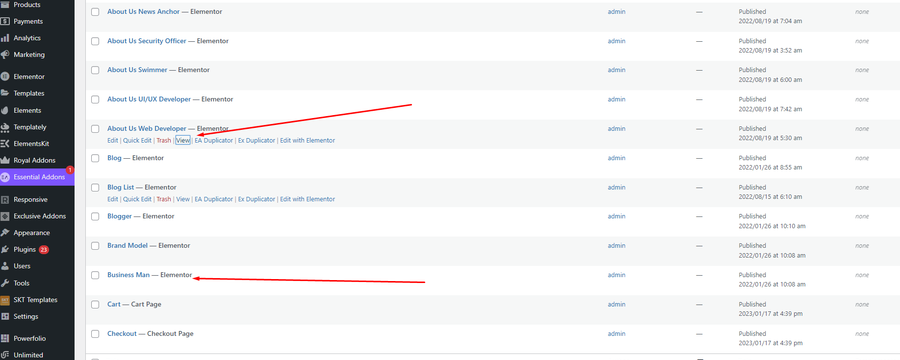 Products
Payments
Analytics
Marketing
Elementor
Templates
Elements
Templately
ElementsKit
Royal Addons
Essential Addons 1
Responsive
Exclusive Addons
Appearance
Plugins 23
Users
Tools
SKT Templates
Settings
Powerfolio
Unlimited
About Us News Anchor — Elementor admin — Published none
2022/08/19 at 7:04 am
About Us Security Officer — Elementor admin — Published none
2022/08/19 at 3:52 am
About Us Swimmer — Elementor admin — Published none
2022/08/19 at 6:00 am
About Us UI/UX Developer — Elementor admin — Published none
2022/08/19 at 7:42 am
About Us Web Developer — Elementor admin — Published none
Edit | Quick Edit | Trash | View | EA Duplicator | Ex Duplicator | Edit with Elementor 2022/08/19 at 5:30 am
Blog — Elementor admin — Published none
2022/01/26 at 8:55 am
Blog List — Elementor admin — Published none
Edit | Quick Edit | Trash | View | EA Duplicator | Ex Duplicator | Edit with Elementor 2022/08/15 at 6:10 am
Blogger — Elementor admin — Published none
2022/01/26 at 10:10 am
Brand Model — Elementor admin — Published none
2022/01/26 at 10:08 am
Business Man — Elementor admin — Published none
2022/01/26 at 10:08 am
Cart — Cart Page admin — Published none
2023/01/17 at 4:39 pm
Checkout — Checkout Page admin — Published none
2023/01/17 at 4:39 pm